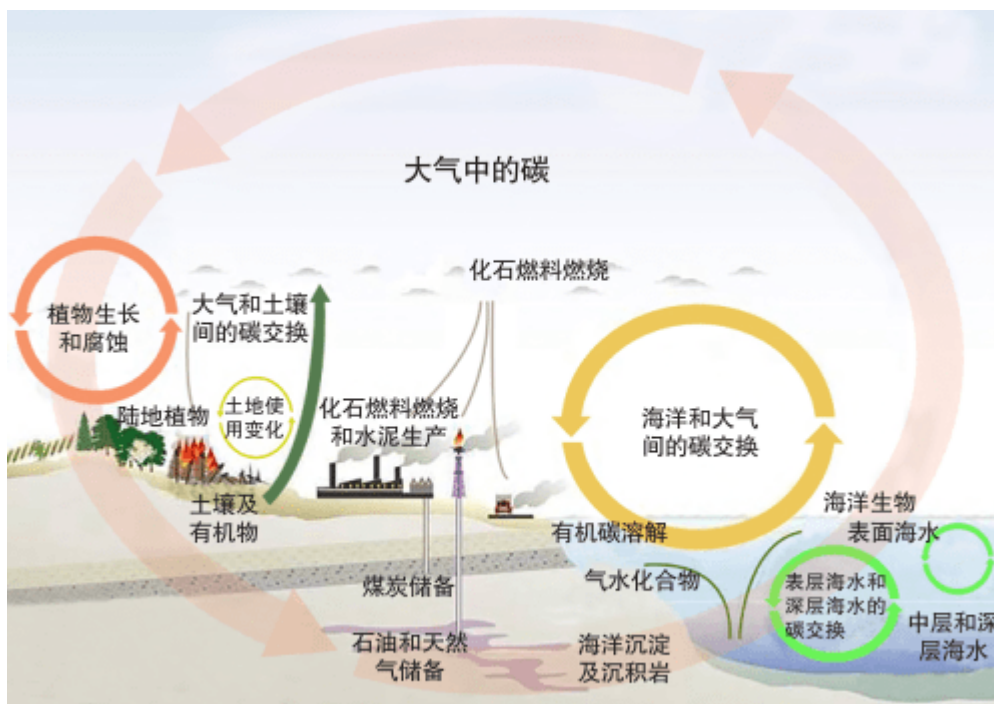 大气中的碳
化石燃料燃烧
植物生长
和腐蚀
大气和土壤
间的碳交换
陆地植物
土地使
用变化
化石燃料燃烧
和水泥生产
海洋和大气
间的碳交换
土壤及
有机物
有机碳溶解
海洋生物
表面海水
煤炭储备
气水化合物
表层海水和
深层海水的
碳交换
中层和深
层海水
石油和天然
气储备
海洋沉淀
及沉积岩